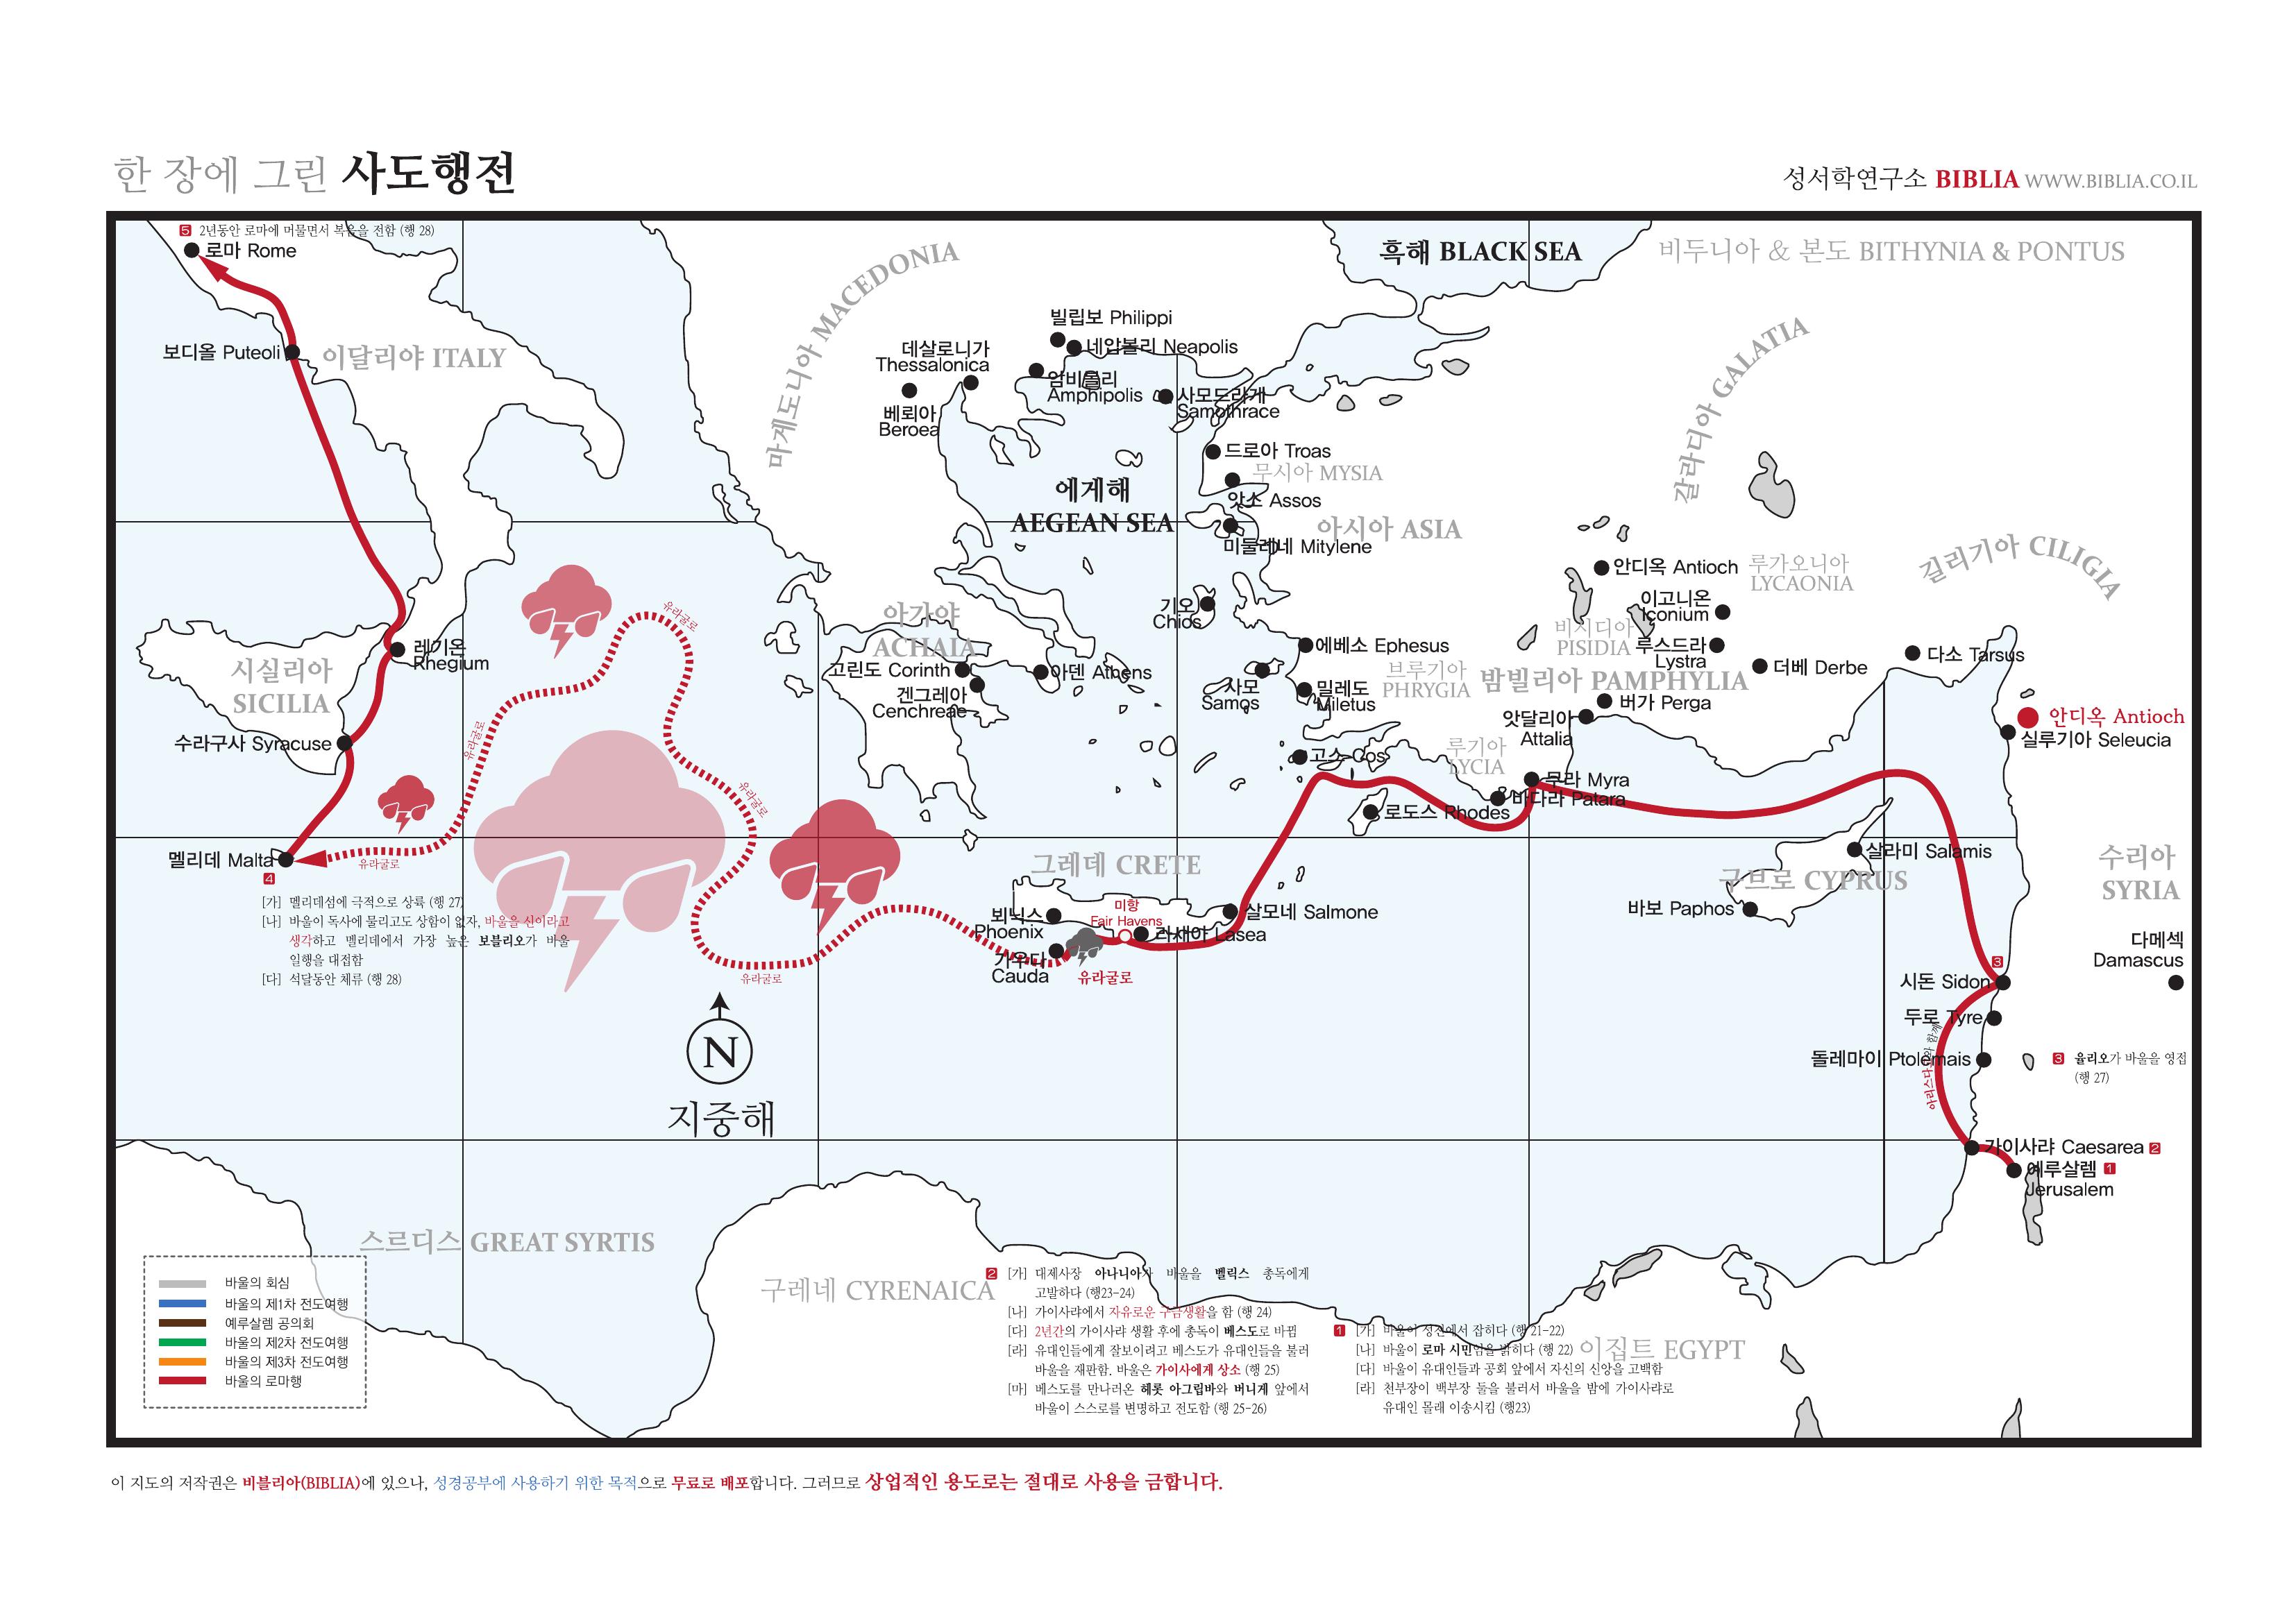 한 장에 그린 사도행전
성서학연구소 BIBLIA WWW.BIBLIA.CO.IL
5 2년동안 로마에 머물면서 복음을 전함 (행 28)
로마 Rome
보디올 Puteoli
이달리야 ITALY
마게도니아 MACEDONIA
흑해 BLACK SEA
비두니아 & 본도 BITHYNIA & PONTUS
갈라디아 GALATIA
빌립보 Philippi
네압볼리 Neapolis
데살로니가
Thessalonica
암비볼리
Amphipolis
베뢰아
Beroea
사모드라게
Samothrace
드로아 Troas
무시아 MYSIA
앗소 Assos
에게해
AEGEAN SEA
아시아 ASIA
미둘레네 Mitylene
안디옥 Antioch
루가오니아
LYCAONIA
길리기아 CILIGIA
기오
Chios
이고니온
Iconium
비시디아
PISIDIA
루스드라
Lystra
더베 Derbe
다소 Tarsus
아가야
ACHAIA
고린도 Corinth
아덴 Athens
겐그레아
Cenchreae
에베소 Ephesus
사모
Samos
밀레도
Miletus
브루기아
PHRYGIA
밤빌리아 PAMPHYLIA
버가 Perga
앗달리아
Attalia
안디옥 Antioch
실루기아 Seleucia
레기온
Rhegium
시실리아
SICILIA
수라구사 Syracuse
유라굴로
유라굴로
유라굴로
유라굴로
유라굴로
고스 Cos
루기아
LYCIA
무라 Myra
바다라 Patara
로도스 Rhodes
멜리데 Malta
4
[가] 멜리데섬에 극적으로 상륙 (행 27)
[나] 바울이 독사에 물리고도 상함이 없자, 바울을 신이라고
생각하고 멜리데에서 가장 높은 보블리오가 바울
일행을 대접함
[다] 석달동안 체류 (행 28)
그레데 CRETE
뵈닉스
Phoenix
미항
Fair Havens
살모네 Salmone
라새아 Lasea
가우다
Cauda
유라굴로
살라미 Salamis
구브로 CYPRUS
바보 Paphos
수리아
SYRIA
다메섹
Damascus
3
시돈 Sidon
두로 Tyre
아리스다고와 함께
돌레마이 Ptolemais
3 율리오가 바울을 영접
(행 27)
N
지중해
가이사랴 Caesarea 2
예루살렘 1
Jerusalem
스르디스 GREAT SYRTIS
구레네 CYRENAICA
이집트 EGYPT
2 [가] 대제사장 아나니아가 바울을 벨릭스 총독에게
고발하다 (행23-24)
[나] 가이사랴에서 자유로운 구금생활을 함 (행 24)
[다] 2년간의 가이사랴 생활 후에 총독이 베스도로 바뀜
[라] 유대인들에게 잘보이려고 베스도가 유대인들을 불러
바울을 재판함. 바울은 가이사에게 상소 (행 25)
[마] 베스도를 만나러온 헤롯 아그립바와 버니게 앞에서
바울이 스스로를 변명하고 전도함 (행 25-26)
1 [가] 바울이 성전에서 잡히다 (행 21-22)
[나] 바울이 로마 시민임을 밝히다 (행 22)
[다] 바울이 유대인들과 공회 앞에서 자신의 신앙을 고백함
[라] 천부장이 백부장 둘을 불러서 바울을 밤에 가이사랴로
유대인 몰래 이송시킴 (행23)
바울의 회심
바울의 제1차 전도여행
예루살렘 공의회
바울의 제2차 전도여행
바울의 제3차 전도여행
바울의 로마행
이 지도의 저작권은 비블리아(BIBLIA)에 있으나, 성경공부에 사용하기 위한 목적으로 무료로 배포합니다. 그러므로 상업적인 용도로는 절대로 사용을 금합니다.